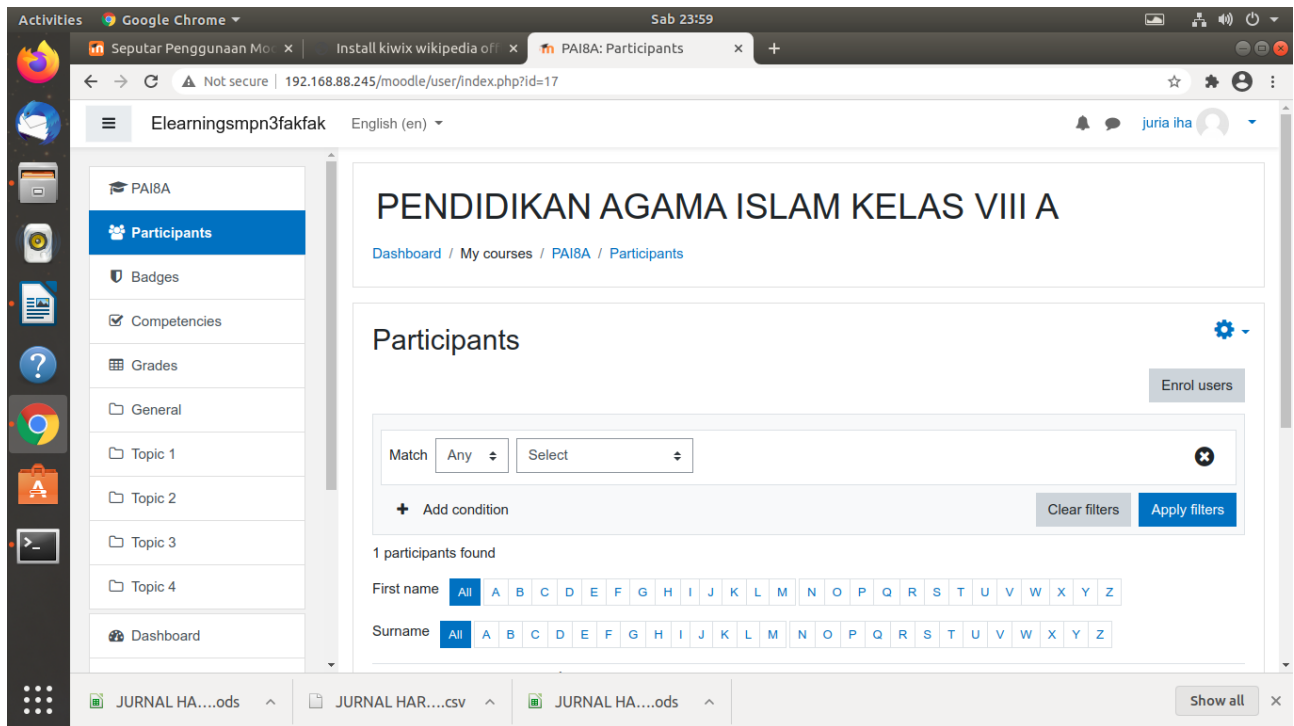 Activities Google Chrome Sab 23:59
Seputar Penggunaan Moo Install kiwix wikipedia off PAI8A: Participants
Not secure 192.168.88.245/moodle/user/index.php?id=17
Elearningsmpn3fakfak English (en) juria iha
PAI8A
Participants
Badges
Competencies
Grades
General
Topic 1
Topic 2
Topic 3
Topic 4
Dashboard
PENDIDIKAN AGAMA ISLAM KELAS VIII A
Dashboard / My courses / PAI8A / Participants
Participants
Enrol users
Match Any Select
+ Add condition Clear filters Apply filters
1 participants found
First name All A B C D E F G H I J K L M N O P Q R S T U V W X Y Z
Surname All A B C D E F G H I J K L M N O P Q R S T U V W X Y Z
JURNAL HA....ods JURNAL HAR....csv JURNAL HA....ods Show all